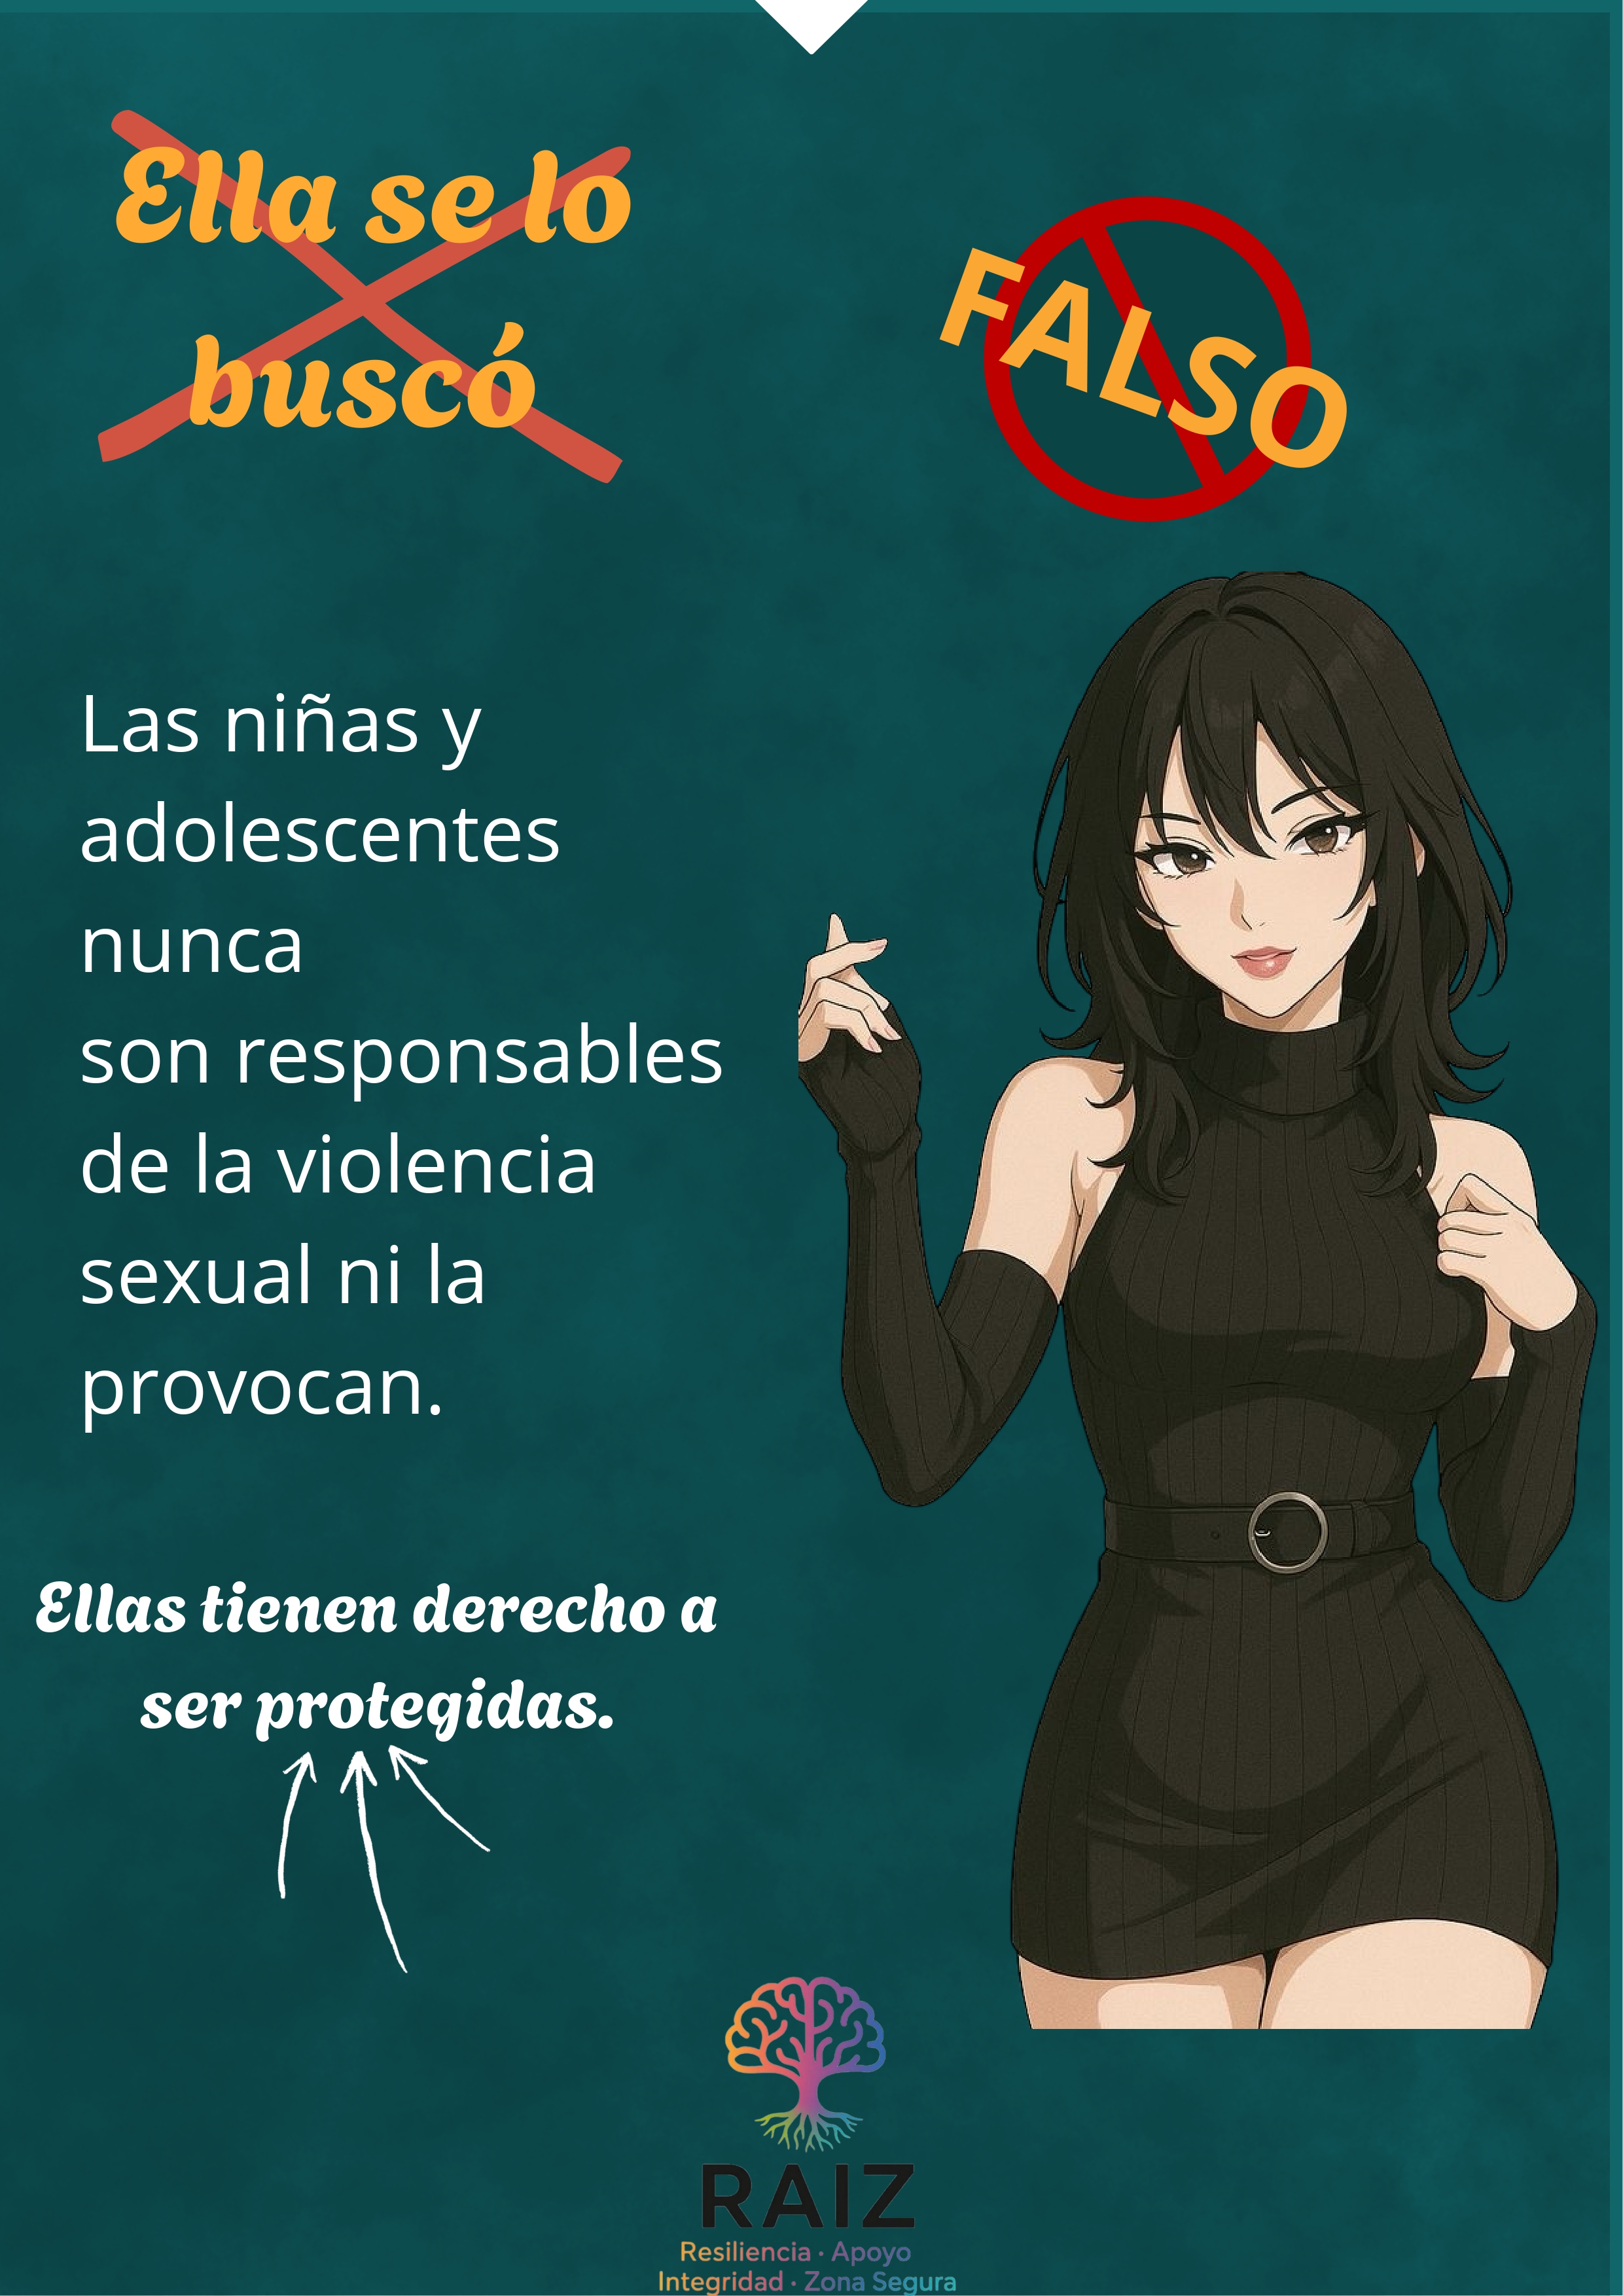 Ella se lo
buscó
FALSO
Las niñas y
adolescentes
nunca
son responsables
de la violencia
sexual ni la
provocan.
Ellas tienen derecho a
ser protegidas.
RAIZ
Resiliencia · Apoyo
Integridad · Zona Segura